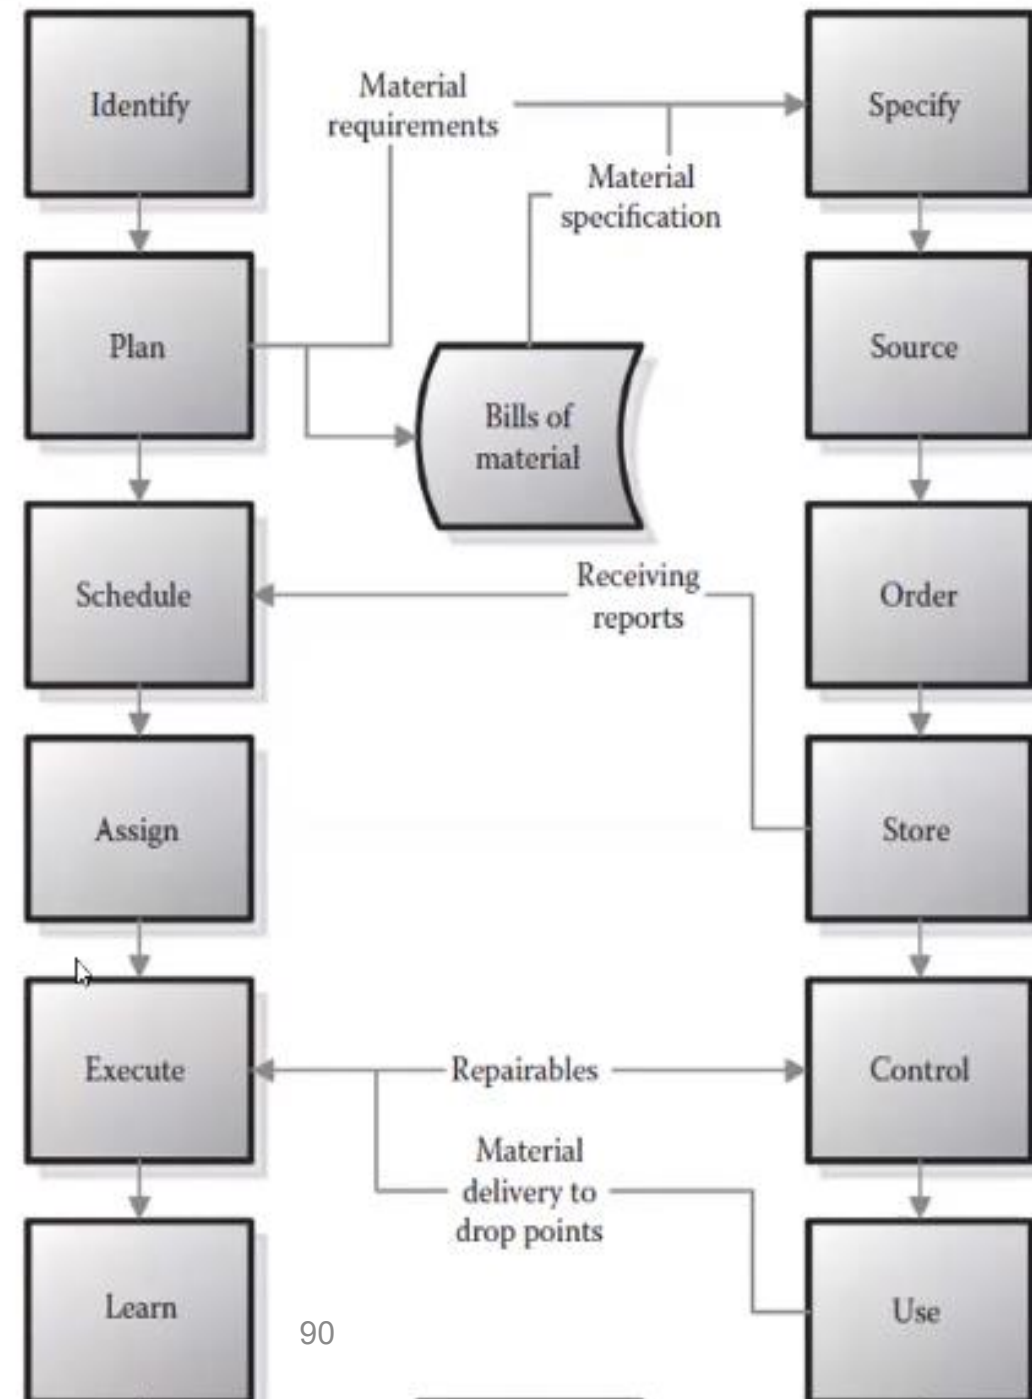 Identify
Material
requirements
Specify
Material
specification
Plan
Source
Bills of
material
Schedule
Receiving
reports
Order
Assign
Store
Execute
Repairables
Control
Material
delivery to
drop points
Learn
Use
90